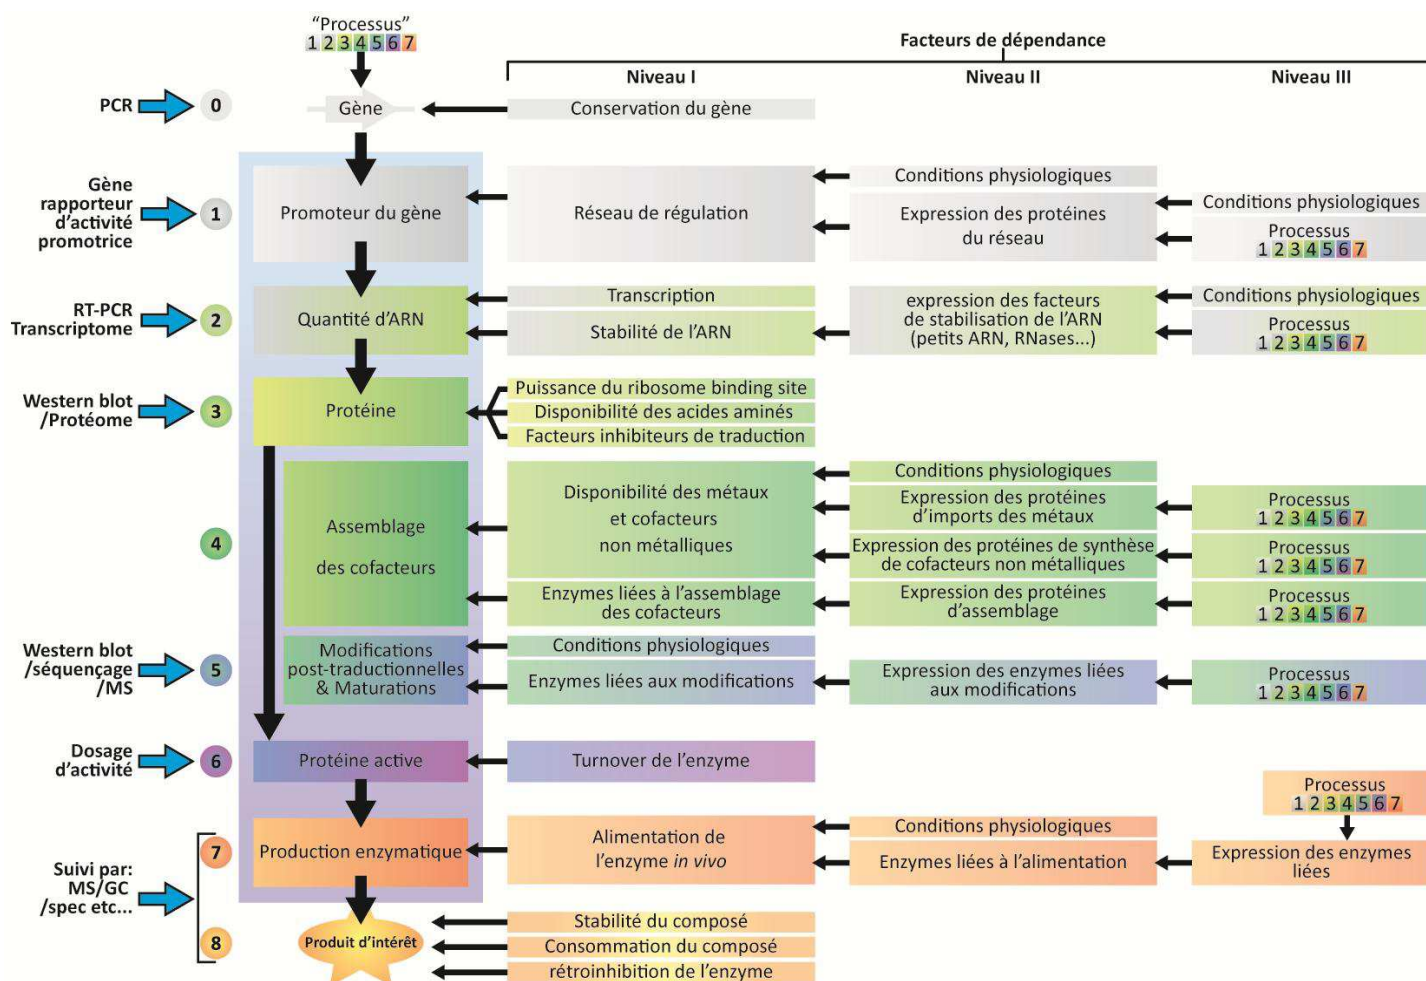 “Processus”
1 2 3 4 5 6 7
Facteurs de dépendance
Niveau I
Niveau II
Niveau III
PCR
0
Gène
Conservation du gène
Gène
rapporteur
d’activité
promotrice
1
Promoteur du gène
Réseau de régulation
Conditions physiologiques
Expression des protéines
du réseau
Conditions physiologiques
Processus
1 2 3 4 5 6 7
RT-PCR
Transcriptome
2
Quantité d’ARN
Transcription
Stabilité de l’ARN
expression des facteurs
de stabilisation de l’ARN
(petits ARN, RNases...)
Conditions physiologiques
Processus
1 2 3 4 5 6 7
Western blot
/Protéome
3
Protéine
Puissance du ribosome binding site
Disponibilité des acides aminés
Facteurs inhibiteurs de traduction
4
Assemblage
des cofacteurs
Disponibilité des métaux
et cofacteurs
non métalliques
Conditions physiologiques
Expression des protéines
d’imports des métaux
Processus
1 2 3 4 5 6 7
Expression des protéines de synthèse
de cofacteurs non métalliques
Processus
1 2 3 4 5 6 7
Enzymes liées à l’assemblage
des cofacteurs
Expression des protéines
d’assemblage
Processus
1 2 3 4 5 6 7
Western blot
/séquençage
/MS
5
Modifications
post-traductionnelles
& Maturations
Conditions physiologiques
Enzymes liées aux modifications
Expression des enzymes liées
aux modifications
Processus
1 2 3 4 5 6 7
Dosage
d’activité
6
Protéine active
Turnover de l’enzyme
Suivi par:
MS/GC
/spec etc...
7
Production enzymatique
Alimentation de
l’enzyme in vivo
Conditions physiologiques
Enzymes liées à l’alimentation
Processus
1 2 3 4 5 6 7
Expression des enzymes
liées
8
Produit d’intérêt
Stabilité du composé
Consommation du composé
rétroinhibition de l’enzyme